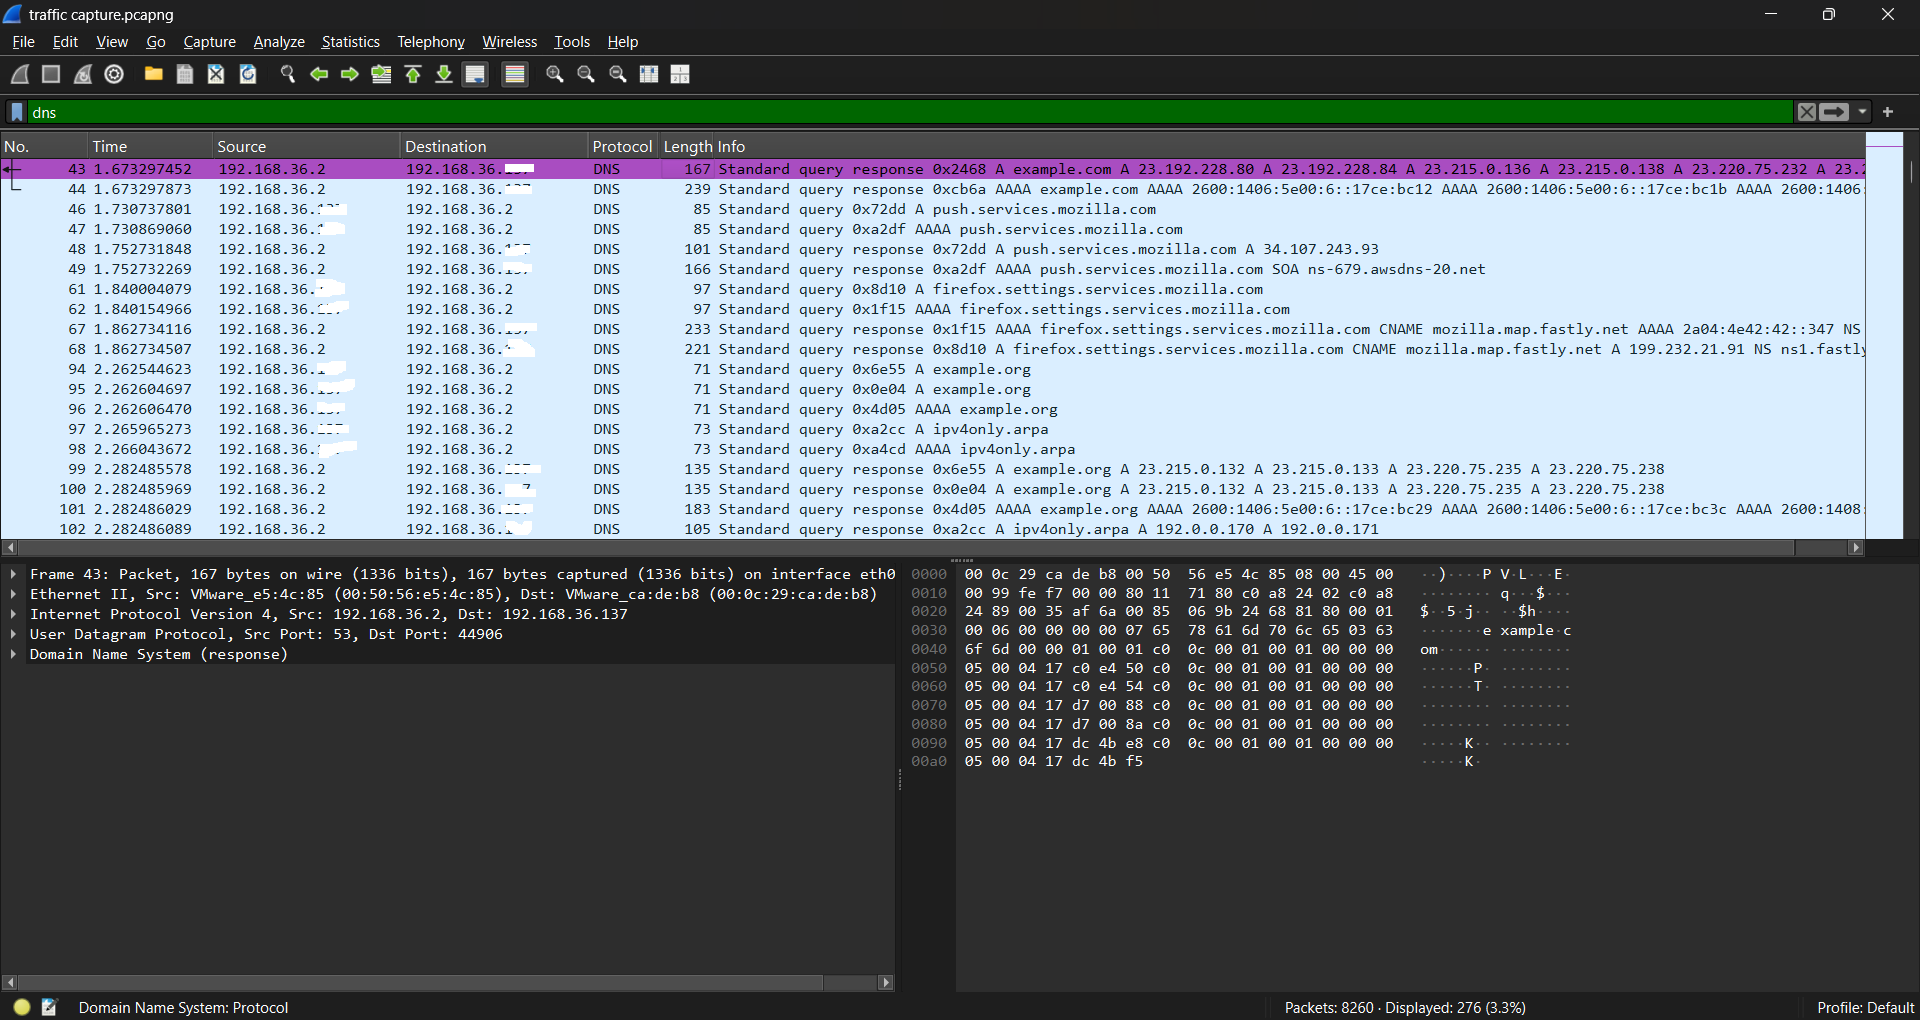 traffic capture.pcapng
File Edit View Go Capture Analyze Statistics Telephony Wireless Tools Help
dns
No. Time Source Destination Protocol Length Info
43 1.673297452 192.168.36.2 192.168.36. DNS 167 Standard query response 0x2468 A example.com A 23.192.228.80 A 23.192.228.84 A 23.215.0.136 A 23.215.0.138 A 23.220.75.232 A 23.2
44 1.673297873 192.168.36.2 192.168.36. DNS 239 Standard query response 0xcb6a AAAA example.com AAAA 2600:1406:5e00:6::17ce:bc12 AAAA 2600:1406:5e00:6::17ce:bc1b AAAA 2600:1406:
46 1.730737801 192.168.36. 192.168.36.2 DNS 85 Standard query 0x72dd A push.services.mozilla.com
47 1.730869060 192.168.36. 192.168.36.2 DNS 85 Standard query 0xa2df AAAA push.services.mozilla.com
48 1.752731848 192.168.36.2 192.168.36. DNS 101 Standard query response 0x72dd A push.services.mozilla.com A 34.107.243.93
49 1.752732269 192.168.36.2 192.168.36. DNS 166 Standard query response 0xa2df AAAA push.services.mozilla.com SOA ns-679.awsdns-20.net
61 1.840004079 192.168.36. 192.168.36.2 DNS 97 Standard query 0x8d10 A firefox.settings.services.mozilla.com
62 1.840154966 192.168.36. 192.168.36.2 DNS 97 Standard query 0x1f15 AAAA firefox.settings.services.mozilla.com
67 1.862734116 192.168.36.2 192.168.36. DNS 233 Standard query response 0x1f15 AAAA firefox.settings.services.mozilla.com CNAME mozilla.map.fastly.net AAAA 2a04:4e42:42::347 NS
68 1.862734507 192.168.36.2 192.168.36. DNS 221 Standard query response 0x8d10 A firefox.settings.services.mozilla.com CNAME mozilla.map.fastly.net A 199.232.21.91 NS ns1.fastly
94 2.262544623 192.168.36. 192.168.36.2 DNS 71 Standard query 0x6e55 A example.org
95 2.262604697 192.168.36. 192.168.36.2 DNS 71 Standard query 0x0e04 A example.org
96 2.262606470 192.168.36. 192.168.36.2 DNS 71 Standard query 0x4d05 AAAA example.org
97 2.265965273 192.168.36. 192.168.36.2 DNS 73 Standard query 0xa2cc A ipv4only.arpa
98 2.266043672 192.168.36. 192.168.36.2 DNS 73 Standard query 0xa4cd AAAA ipv4only.arpa
99 2.282485578 192.168.36.2 192.168.36. DNS 135 Standard query response 0x6e55 A example.org A 23.215.0.132 A 23.215.0.133 A 23.220.75.235 A 23.220.75.238
100 2.282485969 192.168.36.2 192.168.36. DNS 135 Standard query response 0x0e04 A example.org A 23.215.0.132 A 23.215.0.133 A 23.220.75.235 A 23.220.75.238
101 2.282486029 192.168.36.2 192.168.36. DNS 183 Standard query response 0x4d05 AAAA example.org AAAA 2600:1406:5e00:6::17ce:bc29 AAAA 2600:1406:5e00:6::17ce:bc3c AAAA 2600:1408:
102 2.282486089 192.168.36.2 192.168.36. DNS 105 Standard query response 0xa2cc A ipv4only.arpa A 192.0.0.170 A 192.0.0.171
Frame 43: Packet, 167 bytes on wire (1336 bits), 167 bytes captured (1336 bits) on interface eth0
Ethernet II, Src: VMware_e5:4c:85 (00:50:56:e5:4c:85), Dst: VMware_ca:de:b8 (00:0c:29:ca:de:b8)
Internet Protocol Version 4, Src: 192.168.36.2, Dst: 192.168.36.137
User Datagram Protocol, Src Port: 53, Dst Port: 44906
Domain Name System (response)
0000 00 0c 29 ca de b8 00 50 56 e5 4c 85 08 00 45 00 ··)····P V·L···E·
0010 00 99 fe f7 00 00 80 11 71 80 c0 a8 24 02 c0 a8 ········ q···$···
0020 24 89 00 35 af 6a 00 85 06 9b 24 68 81 80 00 01 $··5·j·· ··$h····
0030 00 06 00 00 00 00 07 65 78 61 6d 70 6c 65 03 63 ·······e xample·c
0040 6f 6d 00 00 01 00 01 c0 0c 00 01 00 01 00 00 00 om······ ········
0050 05 00 04 17 c0 e4 50 c0 0c 00 01 00 01 00 00 00 ······P· ········
0060 05 00 04 17 c0 e4 54 c0 0c 00 01 00 01 00 00 00 ······T· ········
0070 05 00 04 17 d7 00 88 c0 0c 00 01 00 01 00 00 00 ········ ········
0080 05 00 04 17 d7 00 8a c0 0c 00 01 00 01 00 00 00 ········ ········
0090 05 00 04 17 dc 4b e8 c0 0c 00 01 00 01 00 00 00 ·····K·· ········
00a0 05 00 04 17 dc 4b f5 ·····K·
Domain Name System: Protocol Packets: 8260 · Displayed: 276 (3.3%) Profile: Default